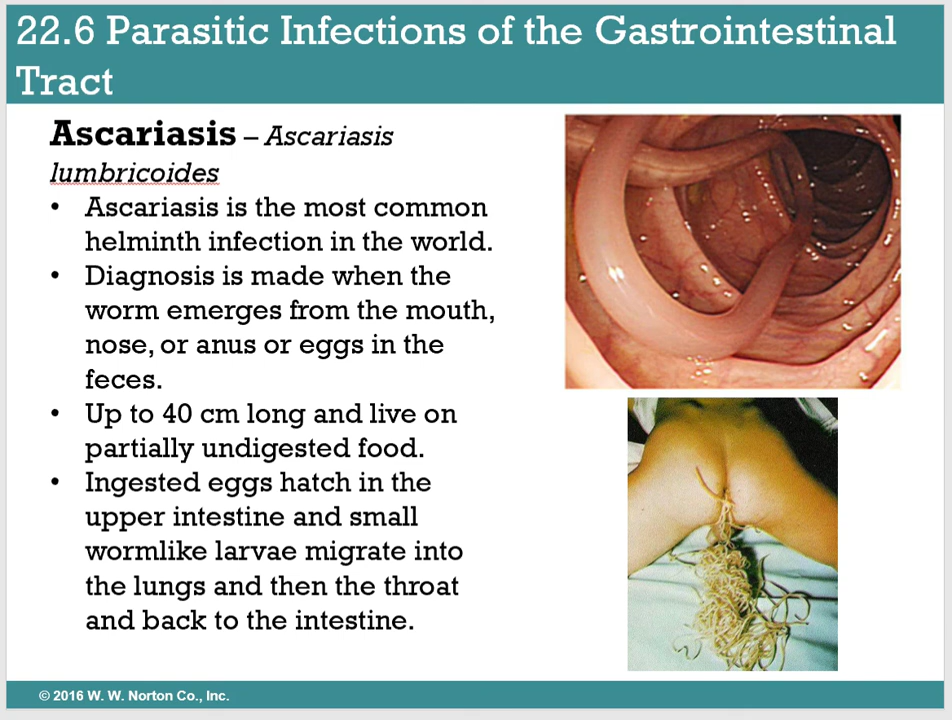 22.6 Parasitic Infections of the Gastrointestinal
Tract
Ascariasis – Ascariasis
lumbricoides
• Ascariasis is the most common
helminth infection in the world.
• Diagnosis is made when the
worm emerges from the mouth,
nose, or anus or eggs in the
feces.
• Up to 40 cm long and live on
partially undigested food.
• Ingested eggs hatch in the
upper intestine and small
wormlike larvae migrate into
the lungs and then the throat
and back to the intestine.
© 2016 W. W. Norton Co., Inc.